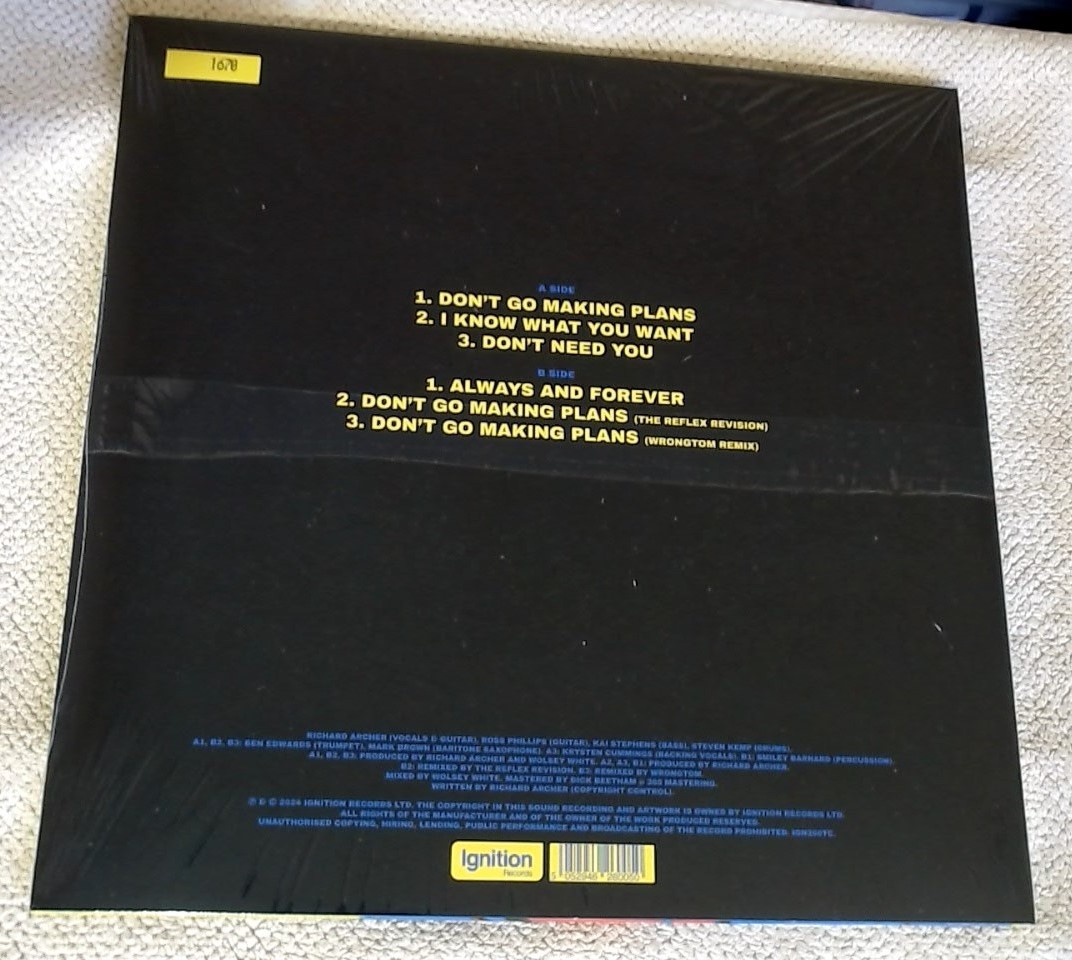 1678
A SIDE
1. DON'T GO MAKING PLANS
2. I KNOW WHAT YOU WANT
3. DON'T NEED YOU
B SIDE
1. ALWAYS AND FOREVER
2. DON'T GO MAKING PLANS (THE REFLEX REVISION)
3. DON'T GO MAKING PLANS (WRONGTOM REMIX)
RICHARD ARCHER (VOCALS & GUITAR), ROSS PHILLIPS (GUITAR), KAI STEPHENS (BASS), STEVEN KEMP (DRUMS).
A1, B2, B3: BEN EDWARDS (TRUMPET), MARK BROWN (BARITONE SAXOPHONE). A3: KRYSTEN CUMMINGS (BACKING VOCALS). B1: SMILEY BARNARD (PERCUSSION).
A1, B2, B3: PRODUCED BY RICHARD ARCHER AND WOLSEY WHITE. A2, A3, B1: PRODUCED BY RICHARD ARCHER.
B2: REMIXED BY THE REFLEX REVISION. B3: REMIXED BY WRONGTOM.
MIXED BY WOLSEY WHITE. MASTERED BY DICK BEETHAM @ 360 MASTERING.
WRITTEN BY RICHARD ARCHER (COPYRIGHT CONTROL).
℗ & © 2024 IGNITION RECORDS LTD. THE COPYRIGHT IN THIS SOUND RECORDING AND ARTWORK IS OWNED BY IGNITION RECORDS LTD.
ALL RIGHTS OF THE MANUFACTURER AND OF THE OWNER OF THE WORK PRODUCED RESERVED.
UNAUTHORISED COPYING, HIRING, LENDING, PUBLIC PERFORMANCE AND BROADCASTING OF THE RECORD PROHIBITED.
Ignition
Records